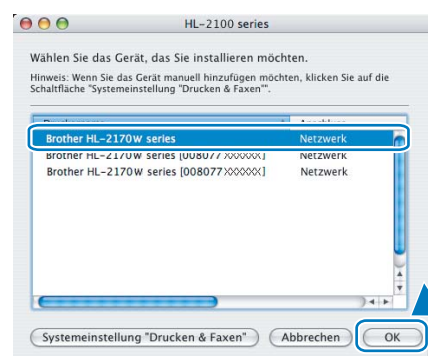 HL-2100 series
Wählen Sie das Gerät, das Sie installieren möchten.
Hinweis: Wenn Sie das Gerät manuell hinzufügen möchten, klicken Sie auf die
Schaltfläche "Systemeinstellung "Drucken & Faxen"".
Brother HL-2170W series Netzwerk
Brother HL-2170W series [008077XXXXXX] Netzwerk
Brother HL-2170W series [008077XXXXXX] Netzwerk
Systemeinstellung "Drucken & Faxen" Abbrechen OK